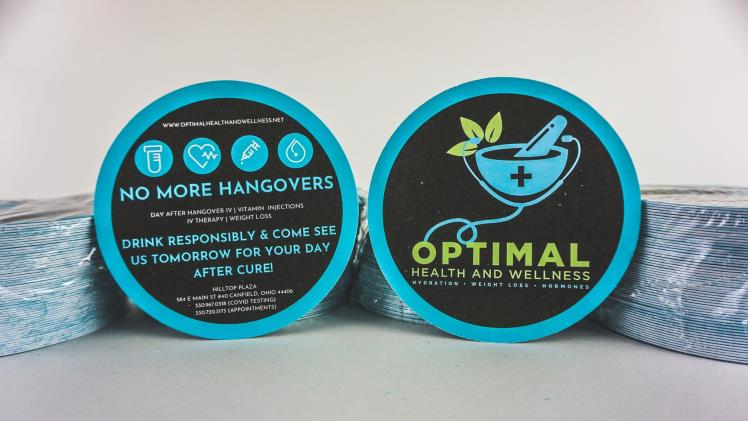 WWW.OPTIMALHEALTHANDWELLNESS.NET
NO MORE HANGOVERS
DAY AFTER HANGOVER IV | VITAMIN INJECTIONS
IV THERAPY | WEIGHT LOSS
DRINK RESPONSIBLY & COME SEE
US TOMORROW FOR YOUR DAY
AFTER CURE!
HILLTOP PLAZA
584 E MAIN ST #40 CANFIELD, OHIO 44406
330.967.0318 (COVID TESTING)
330.720.3173 (APPOINTMENTS)
OPTIMAL
HEALTH AND WELLNESS
HYDRATION • WEIGHT LOSS • HORMONES